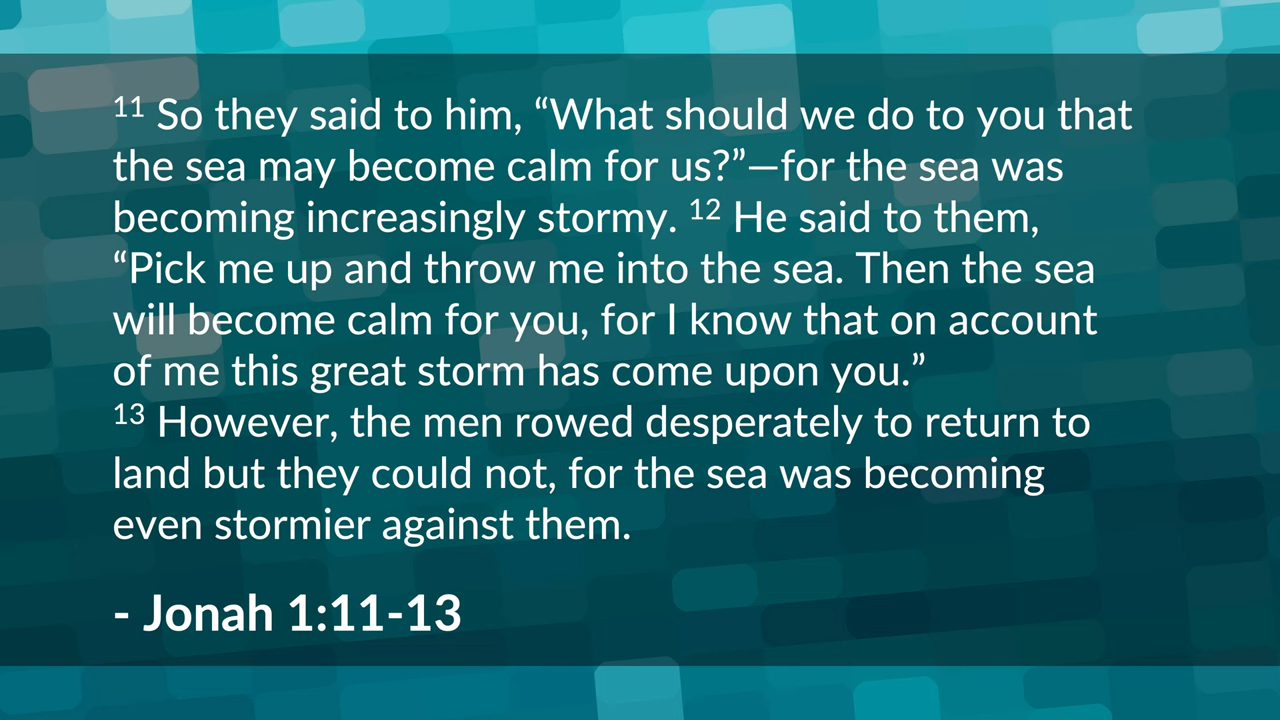 11 So they said to him, “What should we do to you that
the sea may become calm for us?”—for the sea was
becoming increasingly stormy. 12 He said to them,
“Pick me up and throw me into the sea. Then the sea
will become calm for you, for I know that on account
of me this great storm has come upon you.”
13 However, the men rowed desperately to return to
land but they could not, for the sea was becoming
even stormier against them.
- Jonah 1:11-13